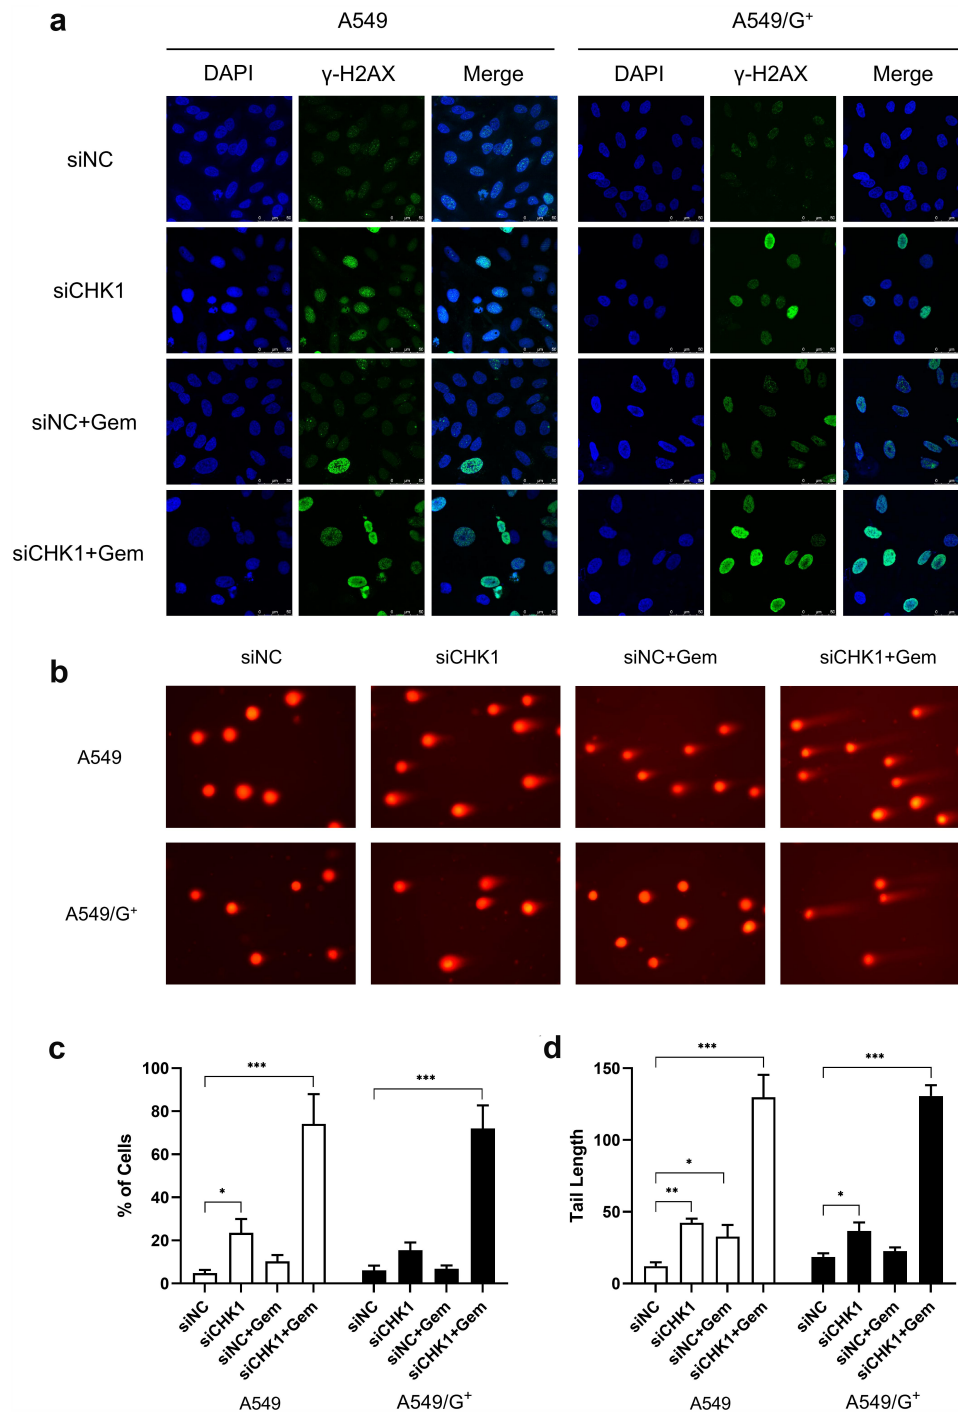 a
A549
A549/G+
DAPI
γ-H2AX
Merge
DAPI
γ-H2AX
Merge
siNC
siCHK1
siNC+Gem
siCHK1+Gem
b
siNC
siCHK1
siNC+Gem
siCHK1+Gem
A549
A549/G+
c
% of Cells
100
80
60
40
20
0
***
*
***
siNC
siCHK1
siNC+Gem
siCHK1+Gem
siNC
siCHK1
siNC+Gem
siCHK1+Gem
A549
A549/G+
d
Tail Length
150
100
50
0
***
*
**
***
*
siNC
siCHK1
siNC+Gem
siCHK1+Gem
siNC
siCHK1
siNC+Gem
siCHK1+Gem
A549
A549/G+